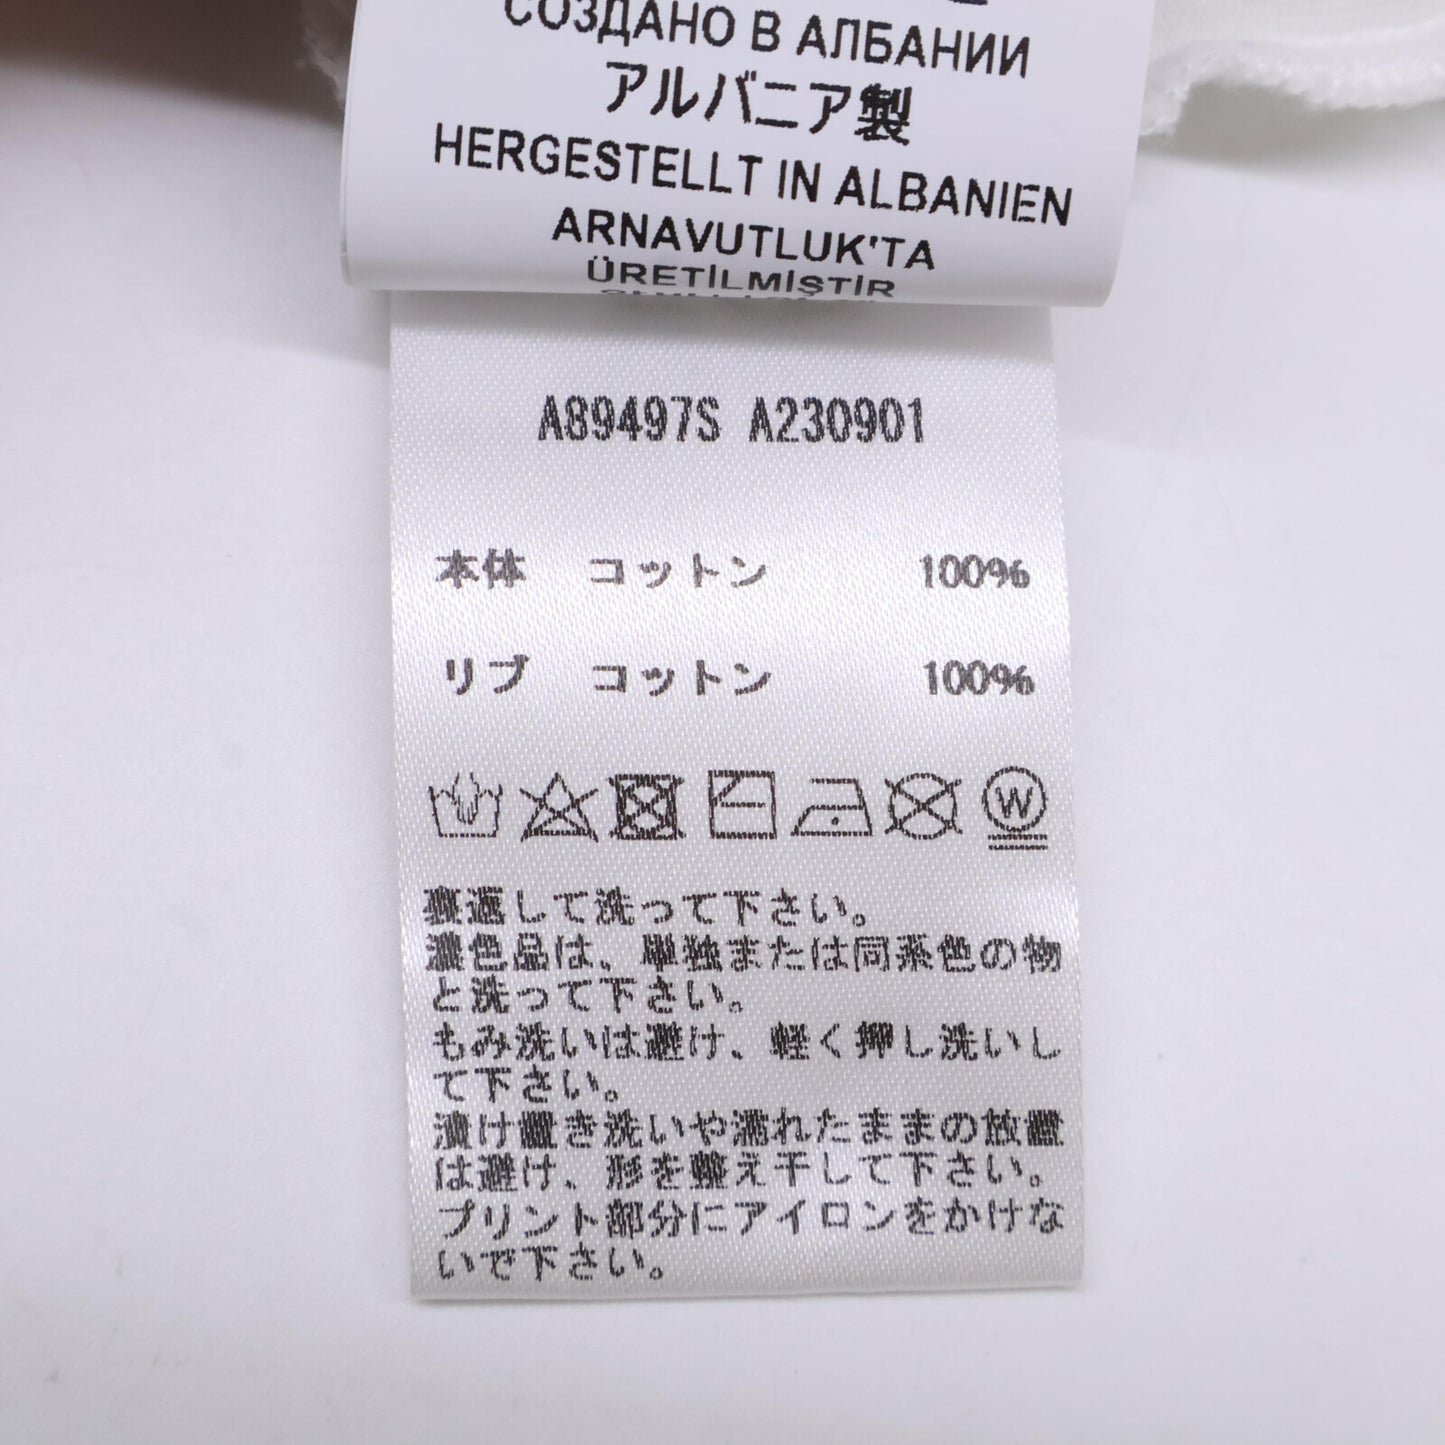 СОЗДАНО В АЛБАНИИ
アルバニア製
HERGESTELLT IN ALBANIEN
ARNAVUTLUK'TA
ÜRETİLMİŞTİR
A89497S A230901
本体 コットン 100%
リブ コットン 100%
W
裏返して洗って下さい。
濃色品は、単独または同系色の物
と洗って下さい。
もみ洗いは避け、軽く押し洗いし
て下さい。
漬け置き洗いや濡れたままの放置
は避け、形を整え干して下さい。
プリント部分にアイロンをかけな
いで下さい。